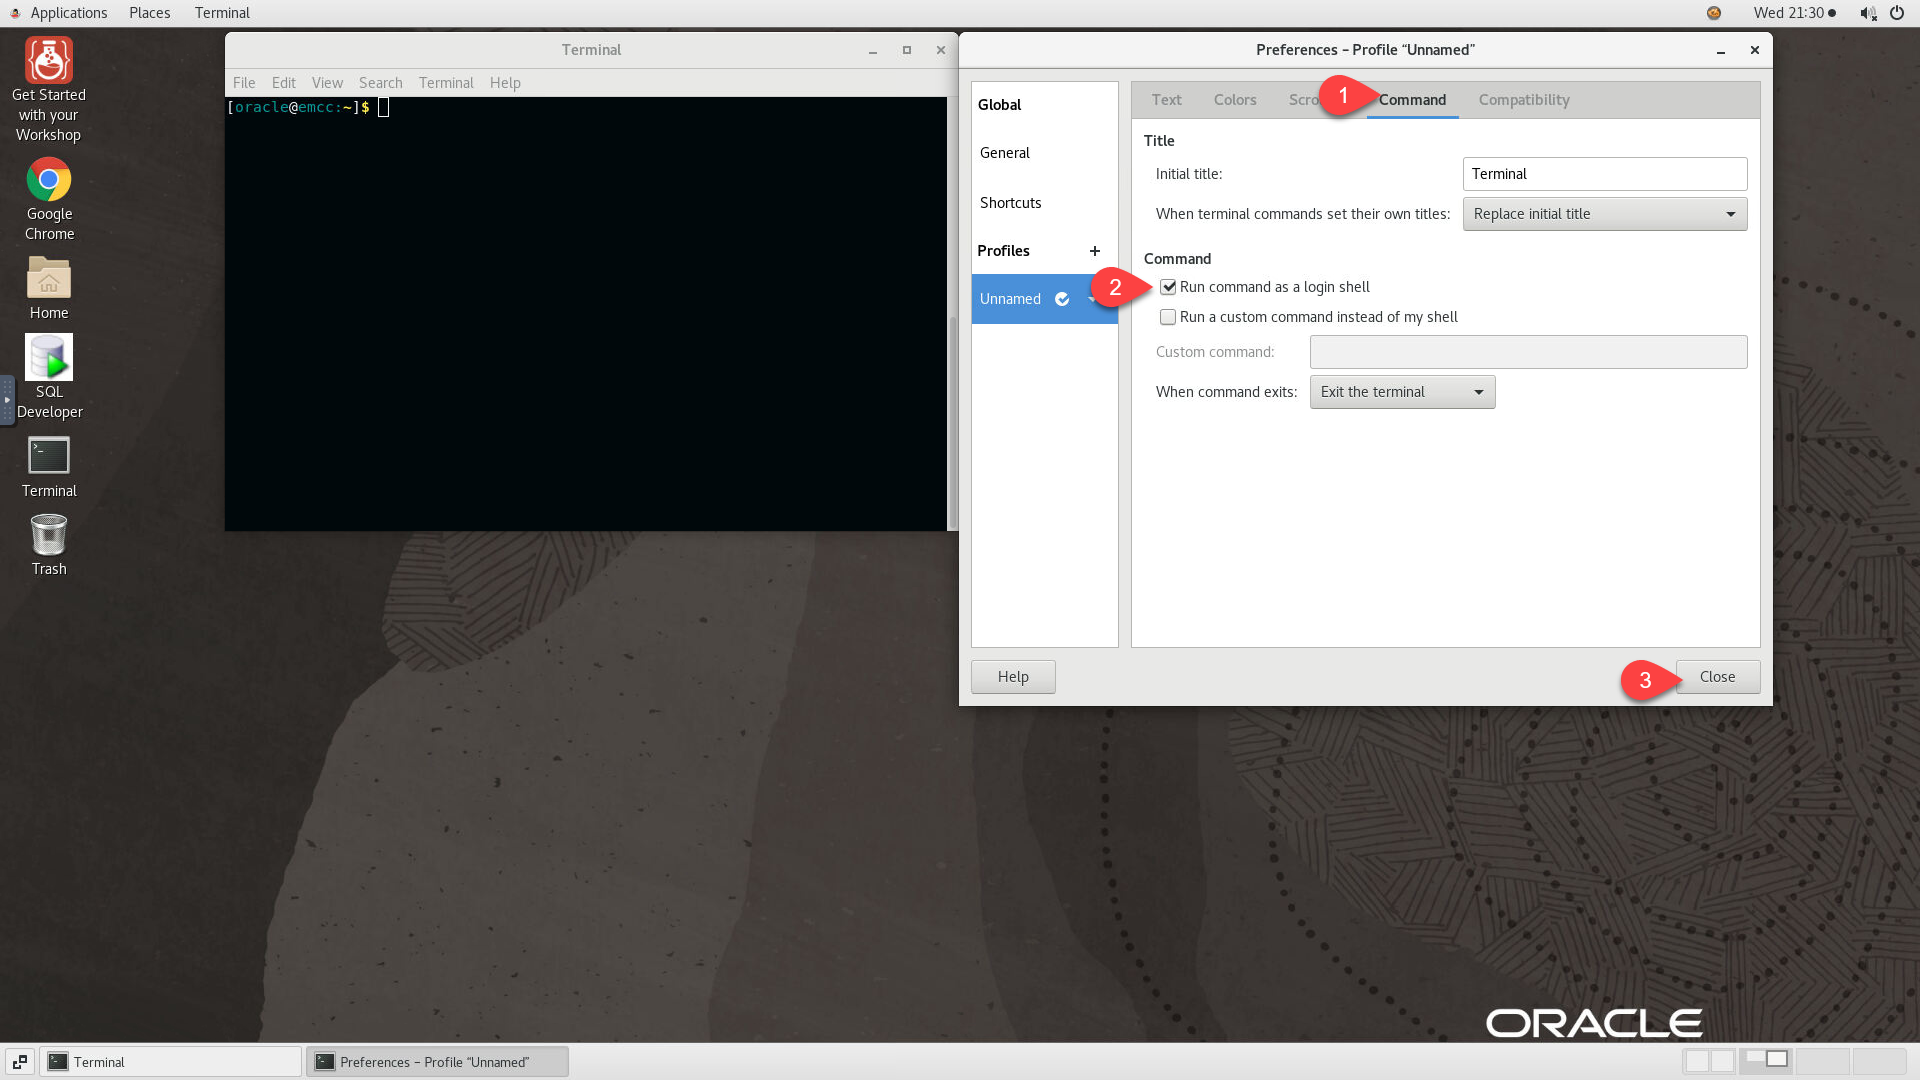 Applications Places Terminal
Wed 21:30
Get Started
with your
Workshop
Google
Chrome
Home
SQL
Developer
Terminal
Trash
Terminal
File Edit View Search Terminal Help
[oracle@emcc:~]$
Preferences – Profile “Unnamed”
Global
General
Shortcuts
Profiles +
Unnamed
Text Colors 1 Command Compatibility
Title
Initial title: Terminal
When terminal commands set their own titles: Replace initial title
Command
2 Run command as a login shell
Run a custom command instead of my shell
Custom command:
When command exits: Exit the terminal
Help
3 Close
ORACLE
Terminal
Preferences – Profile “Unnamed”